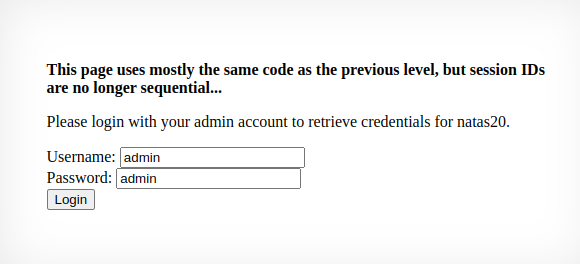 This page uses mostly the same code as the previous level, but session IDs
are no longer sequential...
Please login with your admin account to retrieve credentials for natas20.
Username: admin
Password: admin
Login